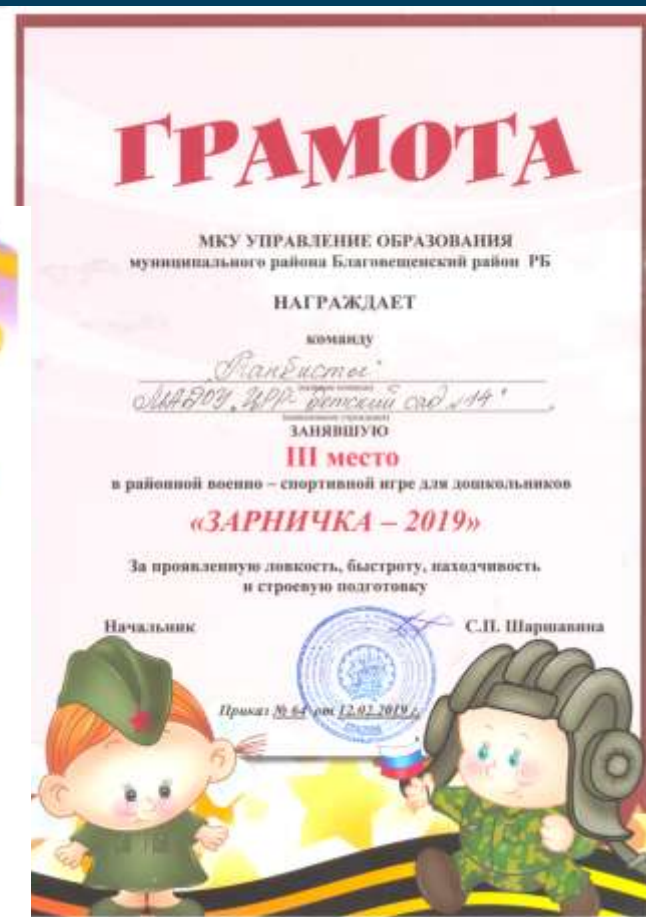 ГРАМОТА
МКУ УПРАВЛЕНИЕ ОБРАЗОВАНИЯ
муниципального района Благовещенский район РБ
НАГРАЖДАЕТ
команду
МАДОУ ЦРР- детский сад №14"
ЗАНЯВШУЮ
III место
в районной военно – спортивной игре для дошкольников
«ЗАРНИЧКА – 2019»
За проявленную ловкость, быстроту, находчивость
и строевую подготовку
Начальник С.П. Шаршавина
Приказ № 64 от 12.02.2019 г.